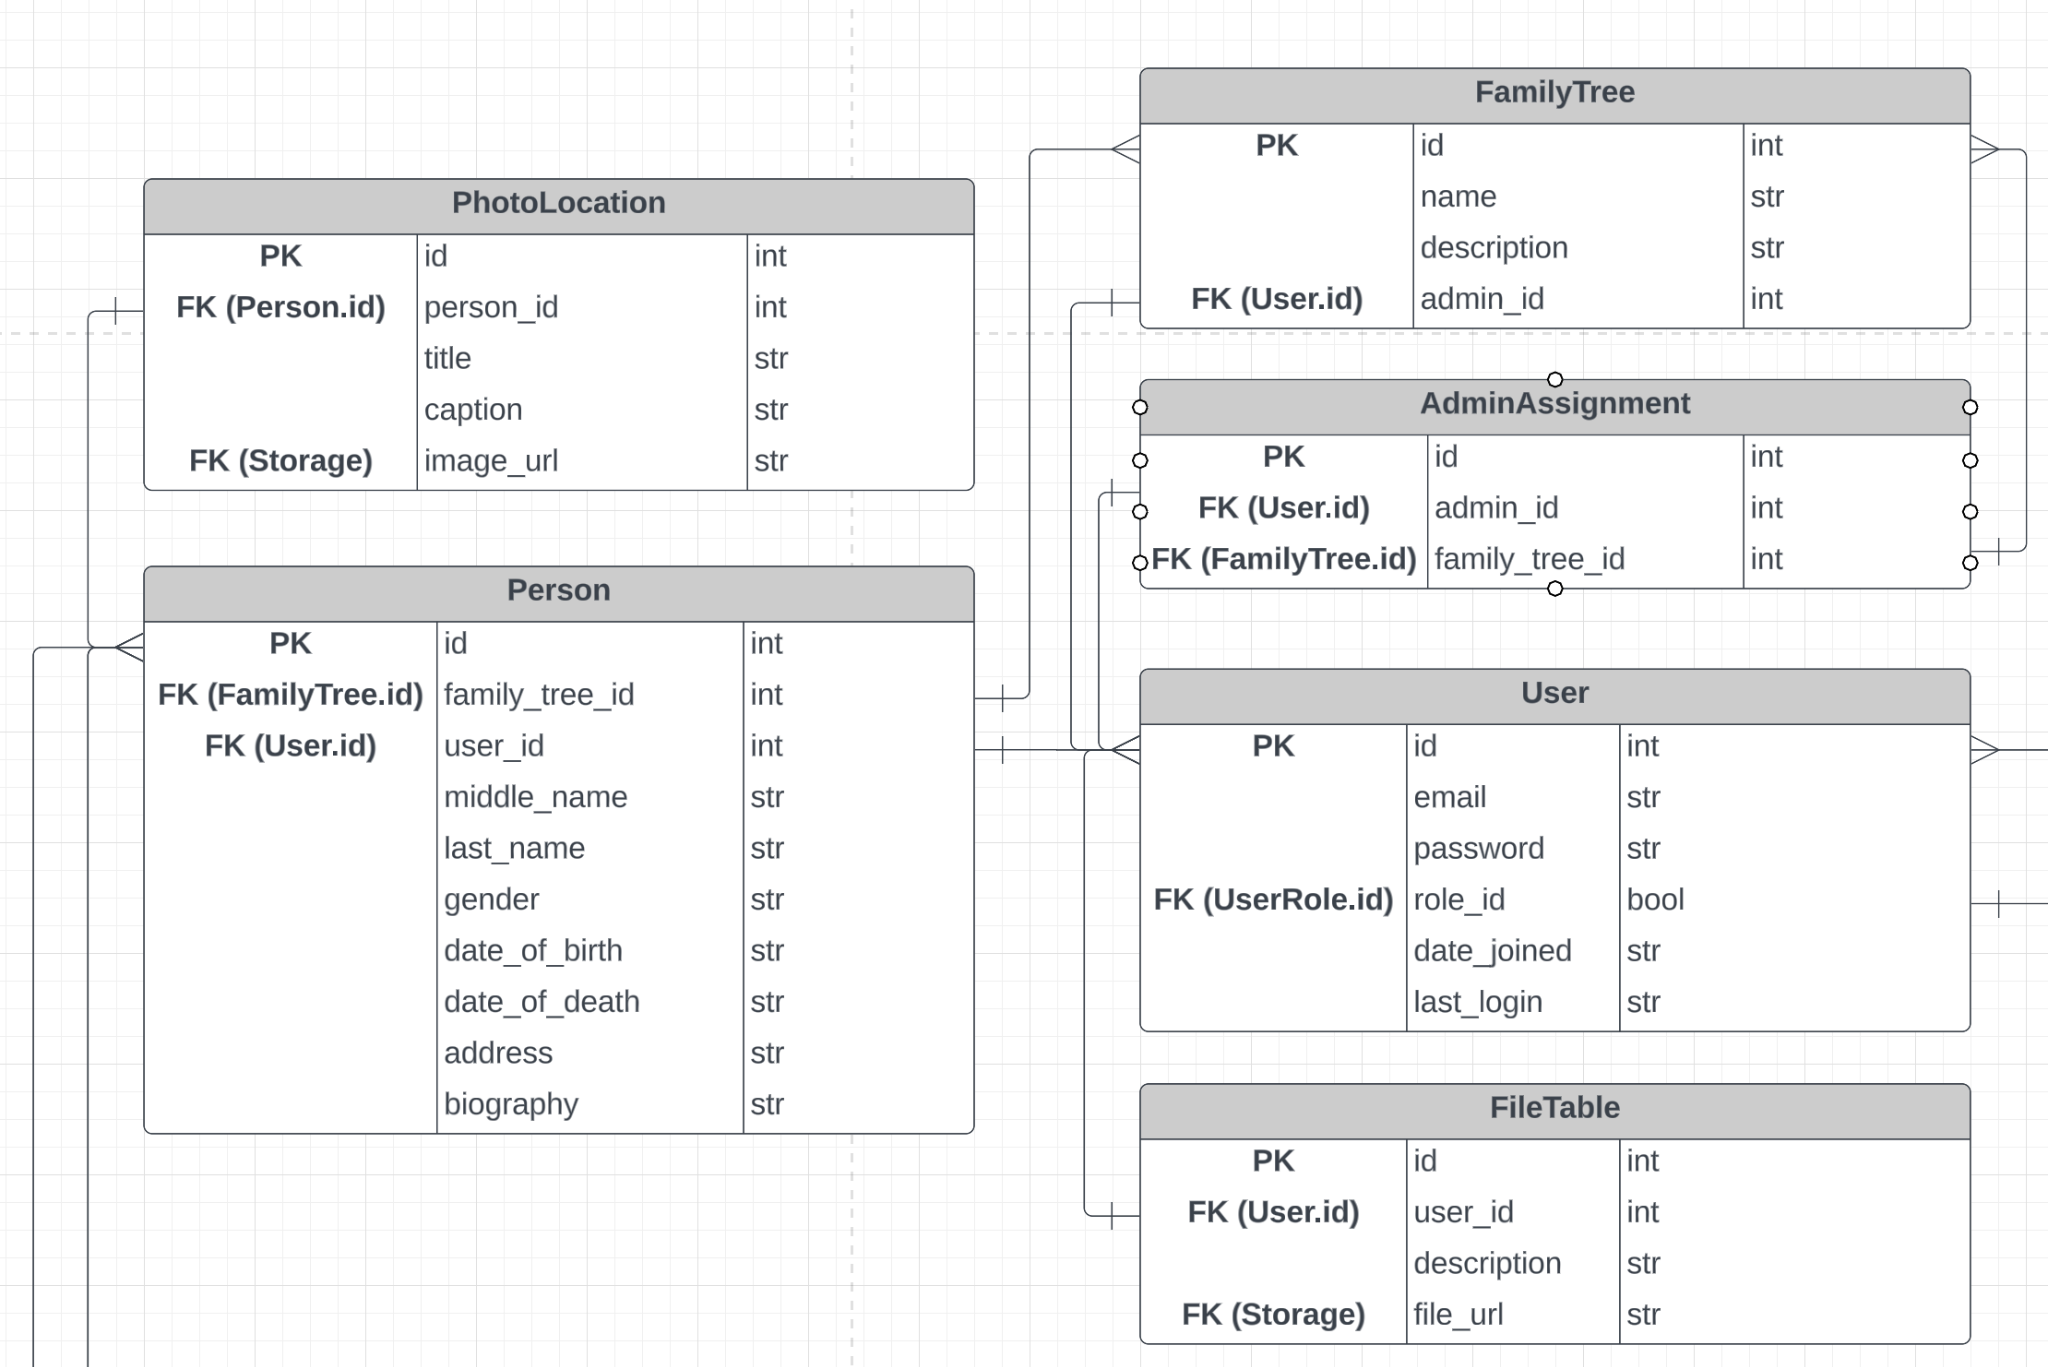 PhotoLocation
PK id int
FK (Person.id) person_id int
title str
caption str
FK (Storage) image_url str
Person
PK id int
FK (FamilyTree.id) family_tree_id int
FK (User.id) user_id int
middle_name str
last_name str
gender str
date_of_birth str
date_of_death str
address str
biography str
FamilyTree
PK id int
name str
description str
FK (User.id) admin_id int
AdminAssignment
PK id int
FK (User.id) admin_id int
FK (FamilyTree.id) family_tree_id int
User
PK id int
email str
password str
FK (UserRole.id) role_id bool
date_joined str
last_login str
FileTable
PK id int
FK (User.id) user_id int
description str
FK (Storage) file_url str